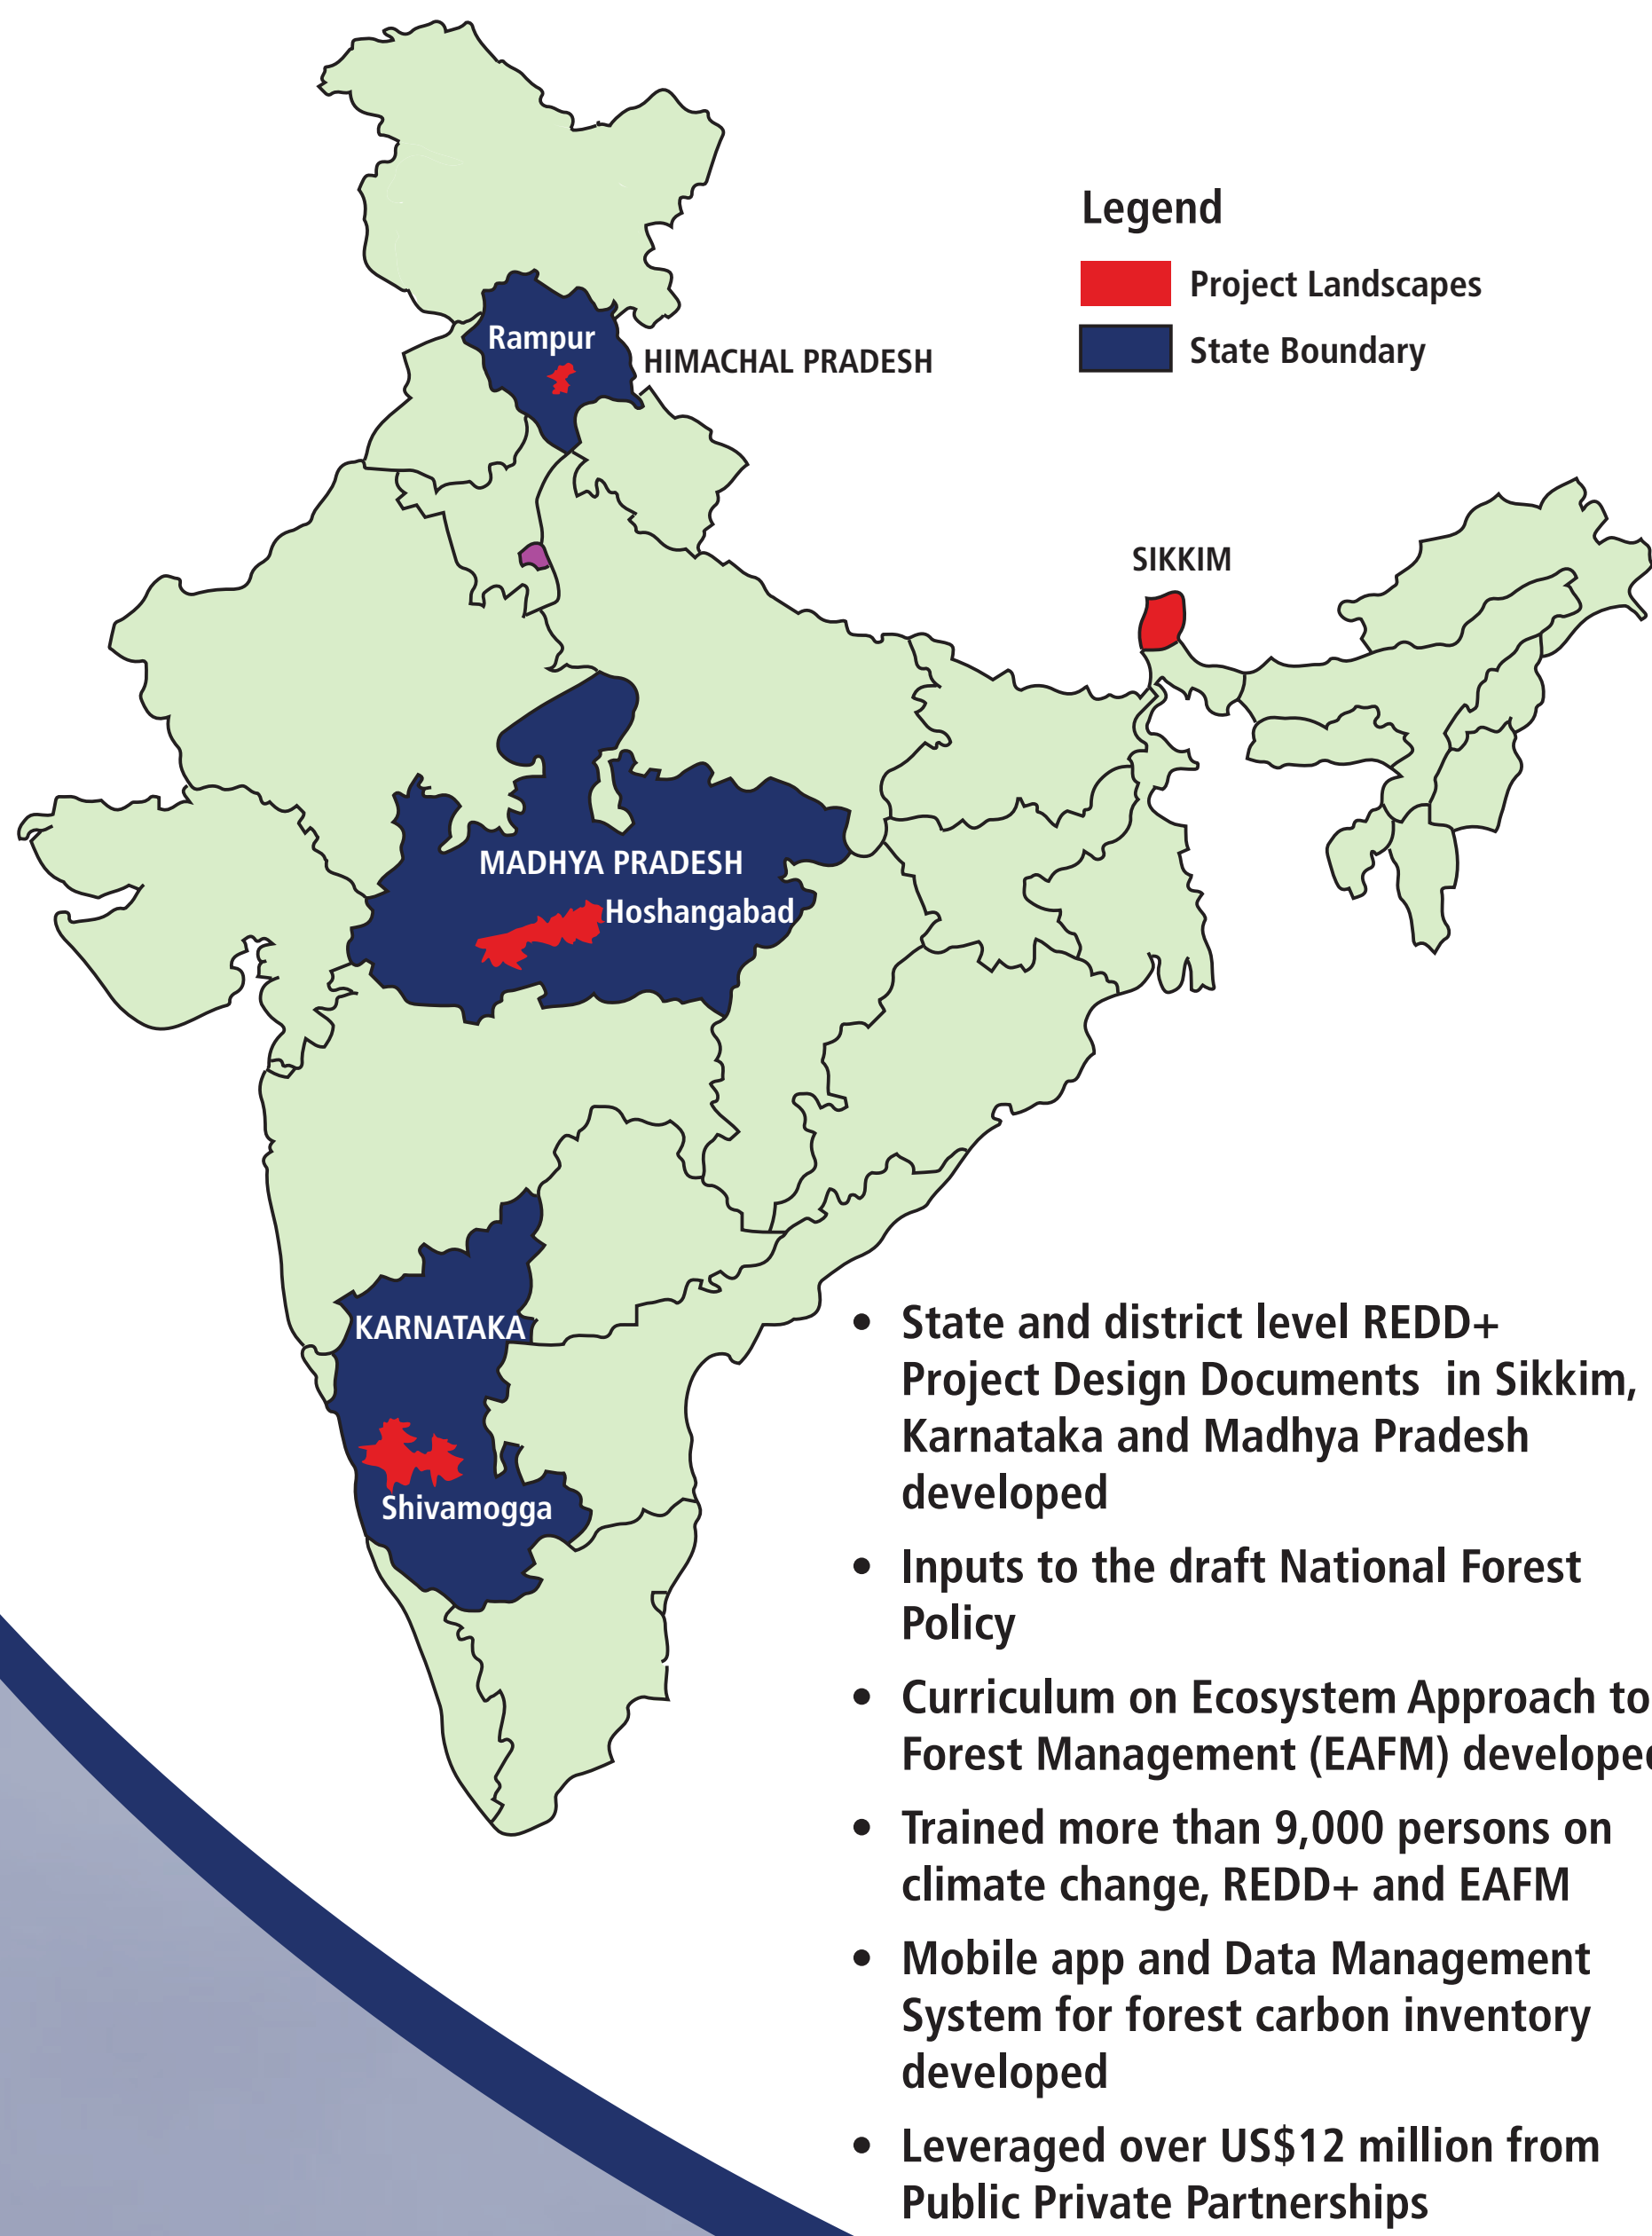 Legend
Project Landscapes
State Boundary
Rampur
HIMACHAL PRADESH
SIKKIM
MADHYA PRADESH
Hoshangabad
KARNATAKA
Shivamogga
• State and district level REDD+
Project Design Documents in Sikkim,
Karnataka and Madhya Pradesh
developed
• Inputs to the draft National Forest
Policy
• Curriculum on Ecosystem Approach to
Forest Management (EAFM) developed
• Trained more than 9,000 persons on
climate change, REDD+ and EAFM
• Mobile app and Data Management
System for forest carbon inventory
developed
• Leveraged over US$12 million from
Public Private Partnerships